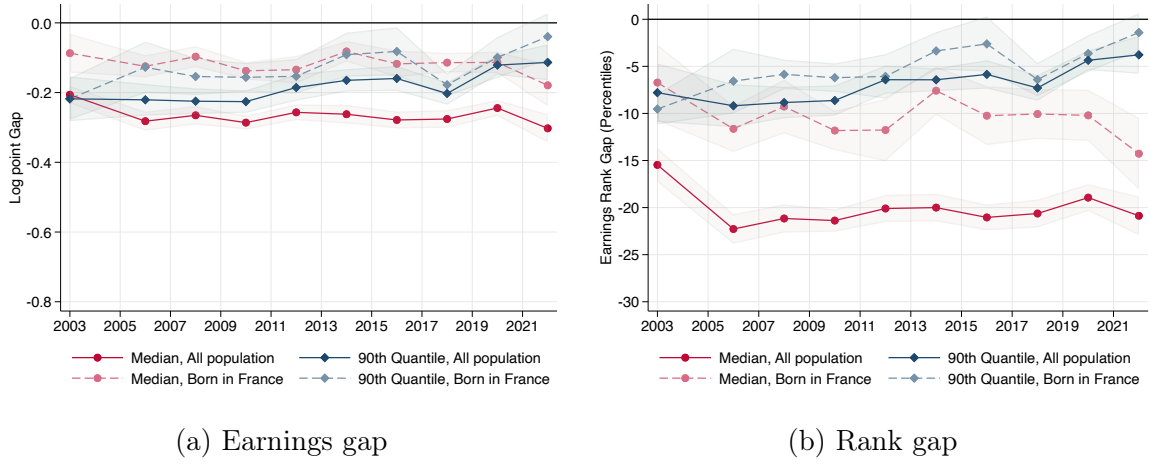 0.0
-0.2
-0.4
-0.6
-0.8
Log point Gap
2003 2005 2007 2009 2011 2013 2015 2017 2019 2021
Median, All population
90th Quantile, All population
Median, Born in France
90th Quantile, Born in France
(a) Earnings gap
0
-5
-10
-15
-20
-25
-30
Earnings Rank Gap (Percentiles)
2003 2005 2007 2009 2011 2013 2015 2017 2019 2021
Median, All population
90th Quantile, All population
Median, Born in France
90th Quantile, Born in France
(b) Rank gap